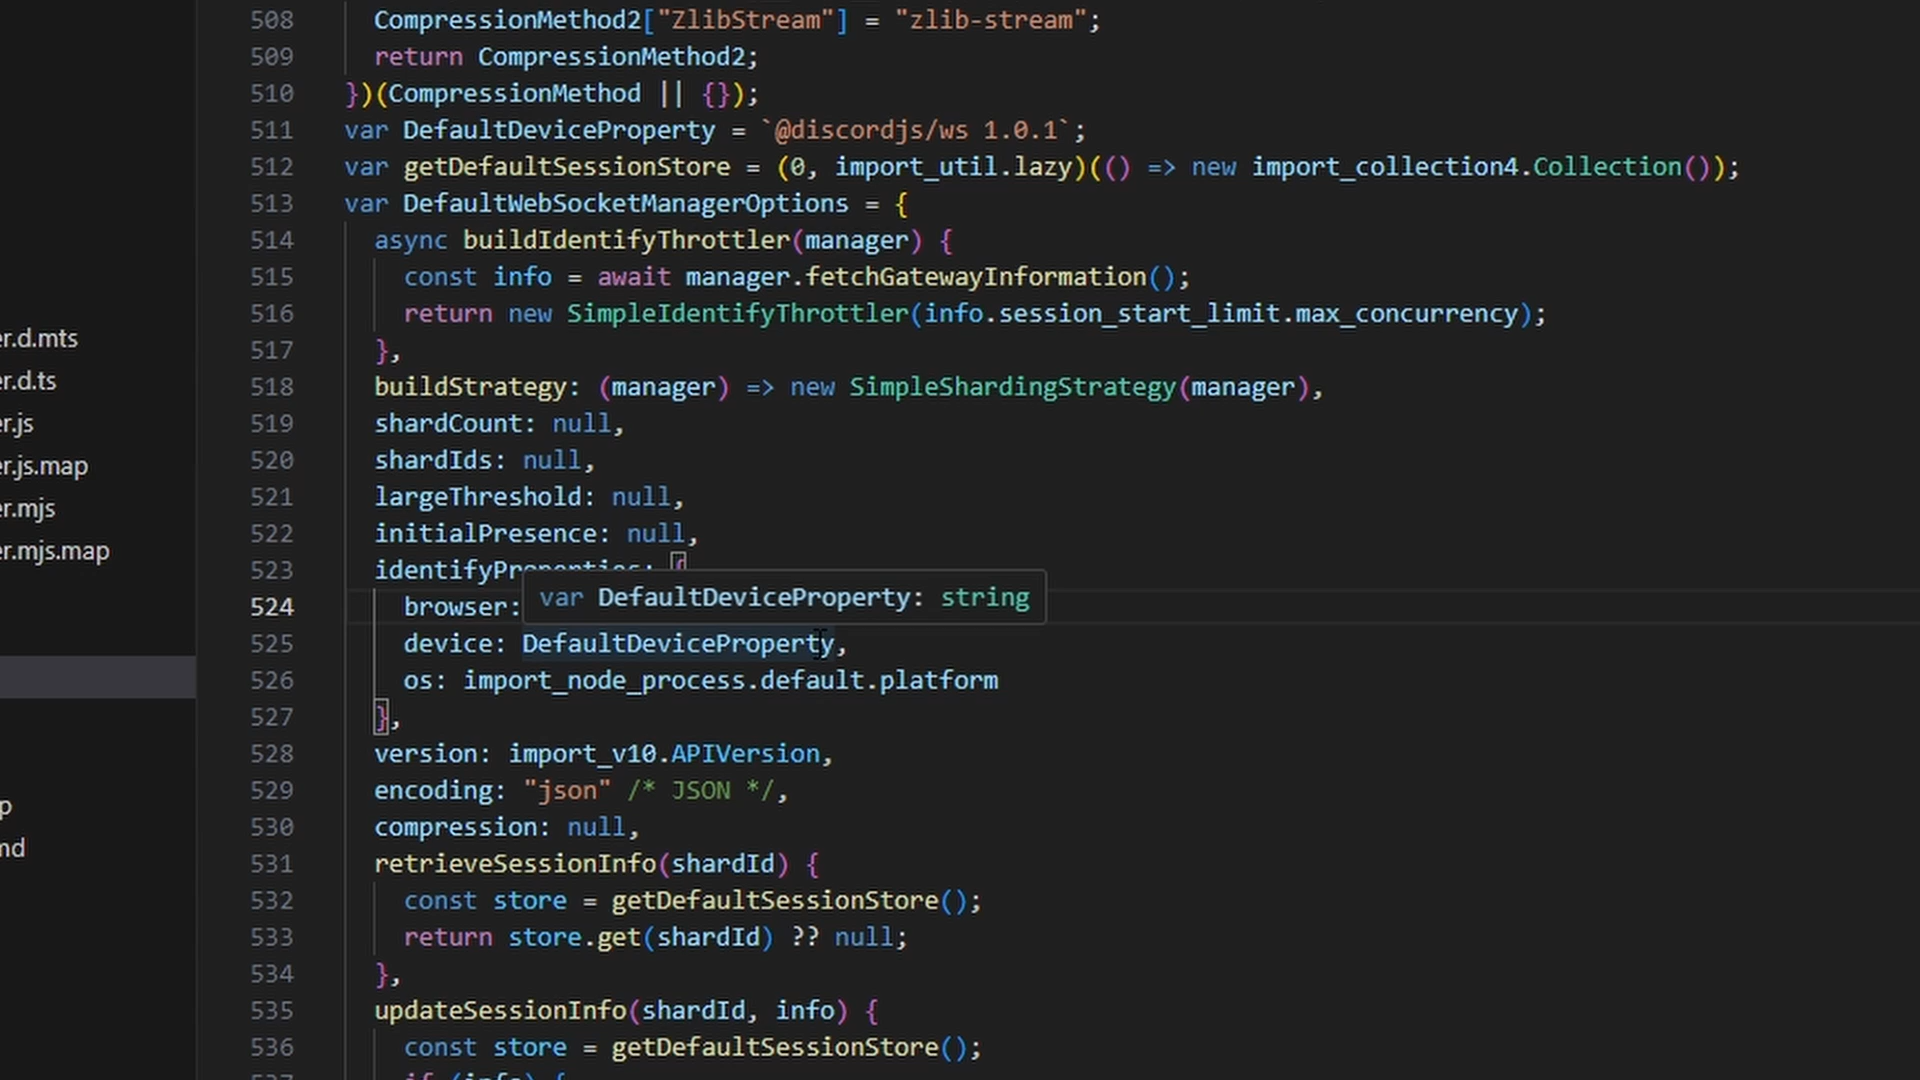 508 CompressionMethod2["ZlibStream"] = "zlib-stream";
509 return CompressionMethod2;
510 })(CompressionMethod || {});
511 var DefaultDeviceProperty = `@discordjs/ws 1.0.1`;
512 var getDefaultSessionStore = (0, import_util.lazy)(() => new import_collection4.Collection());
513 var DefaultWebSocketManagerOptions = {
514 async buildIdentifyThrottler(manager) {
515 const info = await manager.fetchGatewayInformation();
516 return new SimpleIdentifyThrottler(info.session_start_limit.max_concurrency);
517 },
518 buildStrategy: (manager) => new SimpleShardingStrategy(manager),
519 shardCount: null,
520 shardIds: null,
521 largeThreshold: null,
522 initialPresence: null,
523 identifyProperties: {
var DefaultDeviceProperty: string
524 browser:
525 device: DefaultDeviceProperty,
526 os: import_node_process.default.platform
527 },
528 version: import_v10.APIVersion,
529 encoding: "json" /* JSON */,
530 compression: null,
531 retrieveSessionInfo(shardId) {
532 const store = getDefaultSessionStore();
533 return store.get(shardId) ?? null;
534 },
535 updateSessionInfo(shardId, info) {
536 const store = getDefaultSessionStore();
537 if (info) {
er.d.mts
er.d.ts
er.js
er.js.map
er.mjs
er.mjs.map
p
md